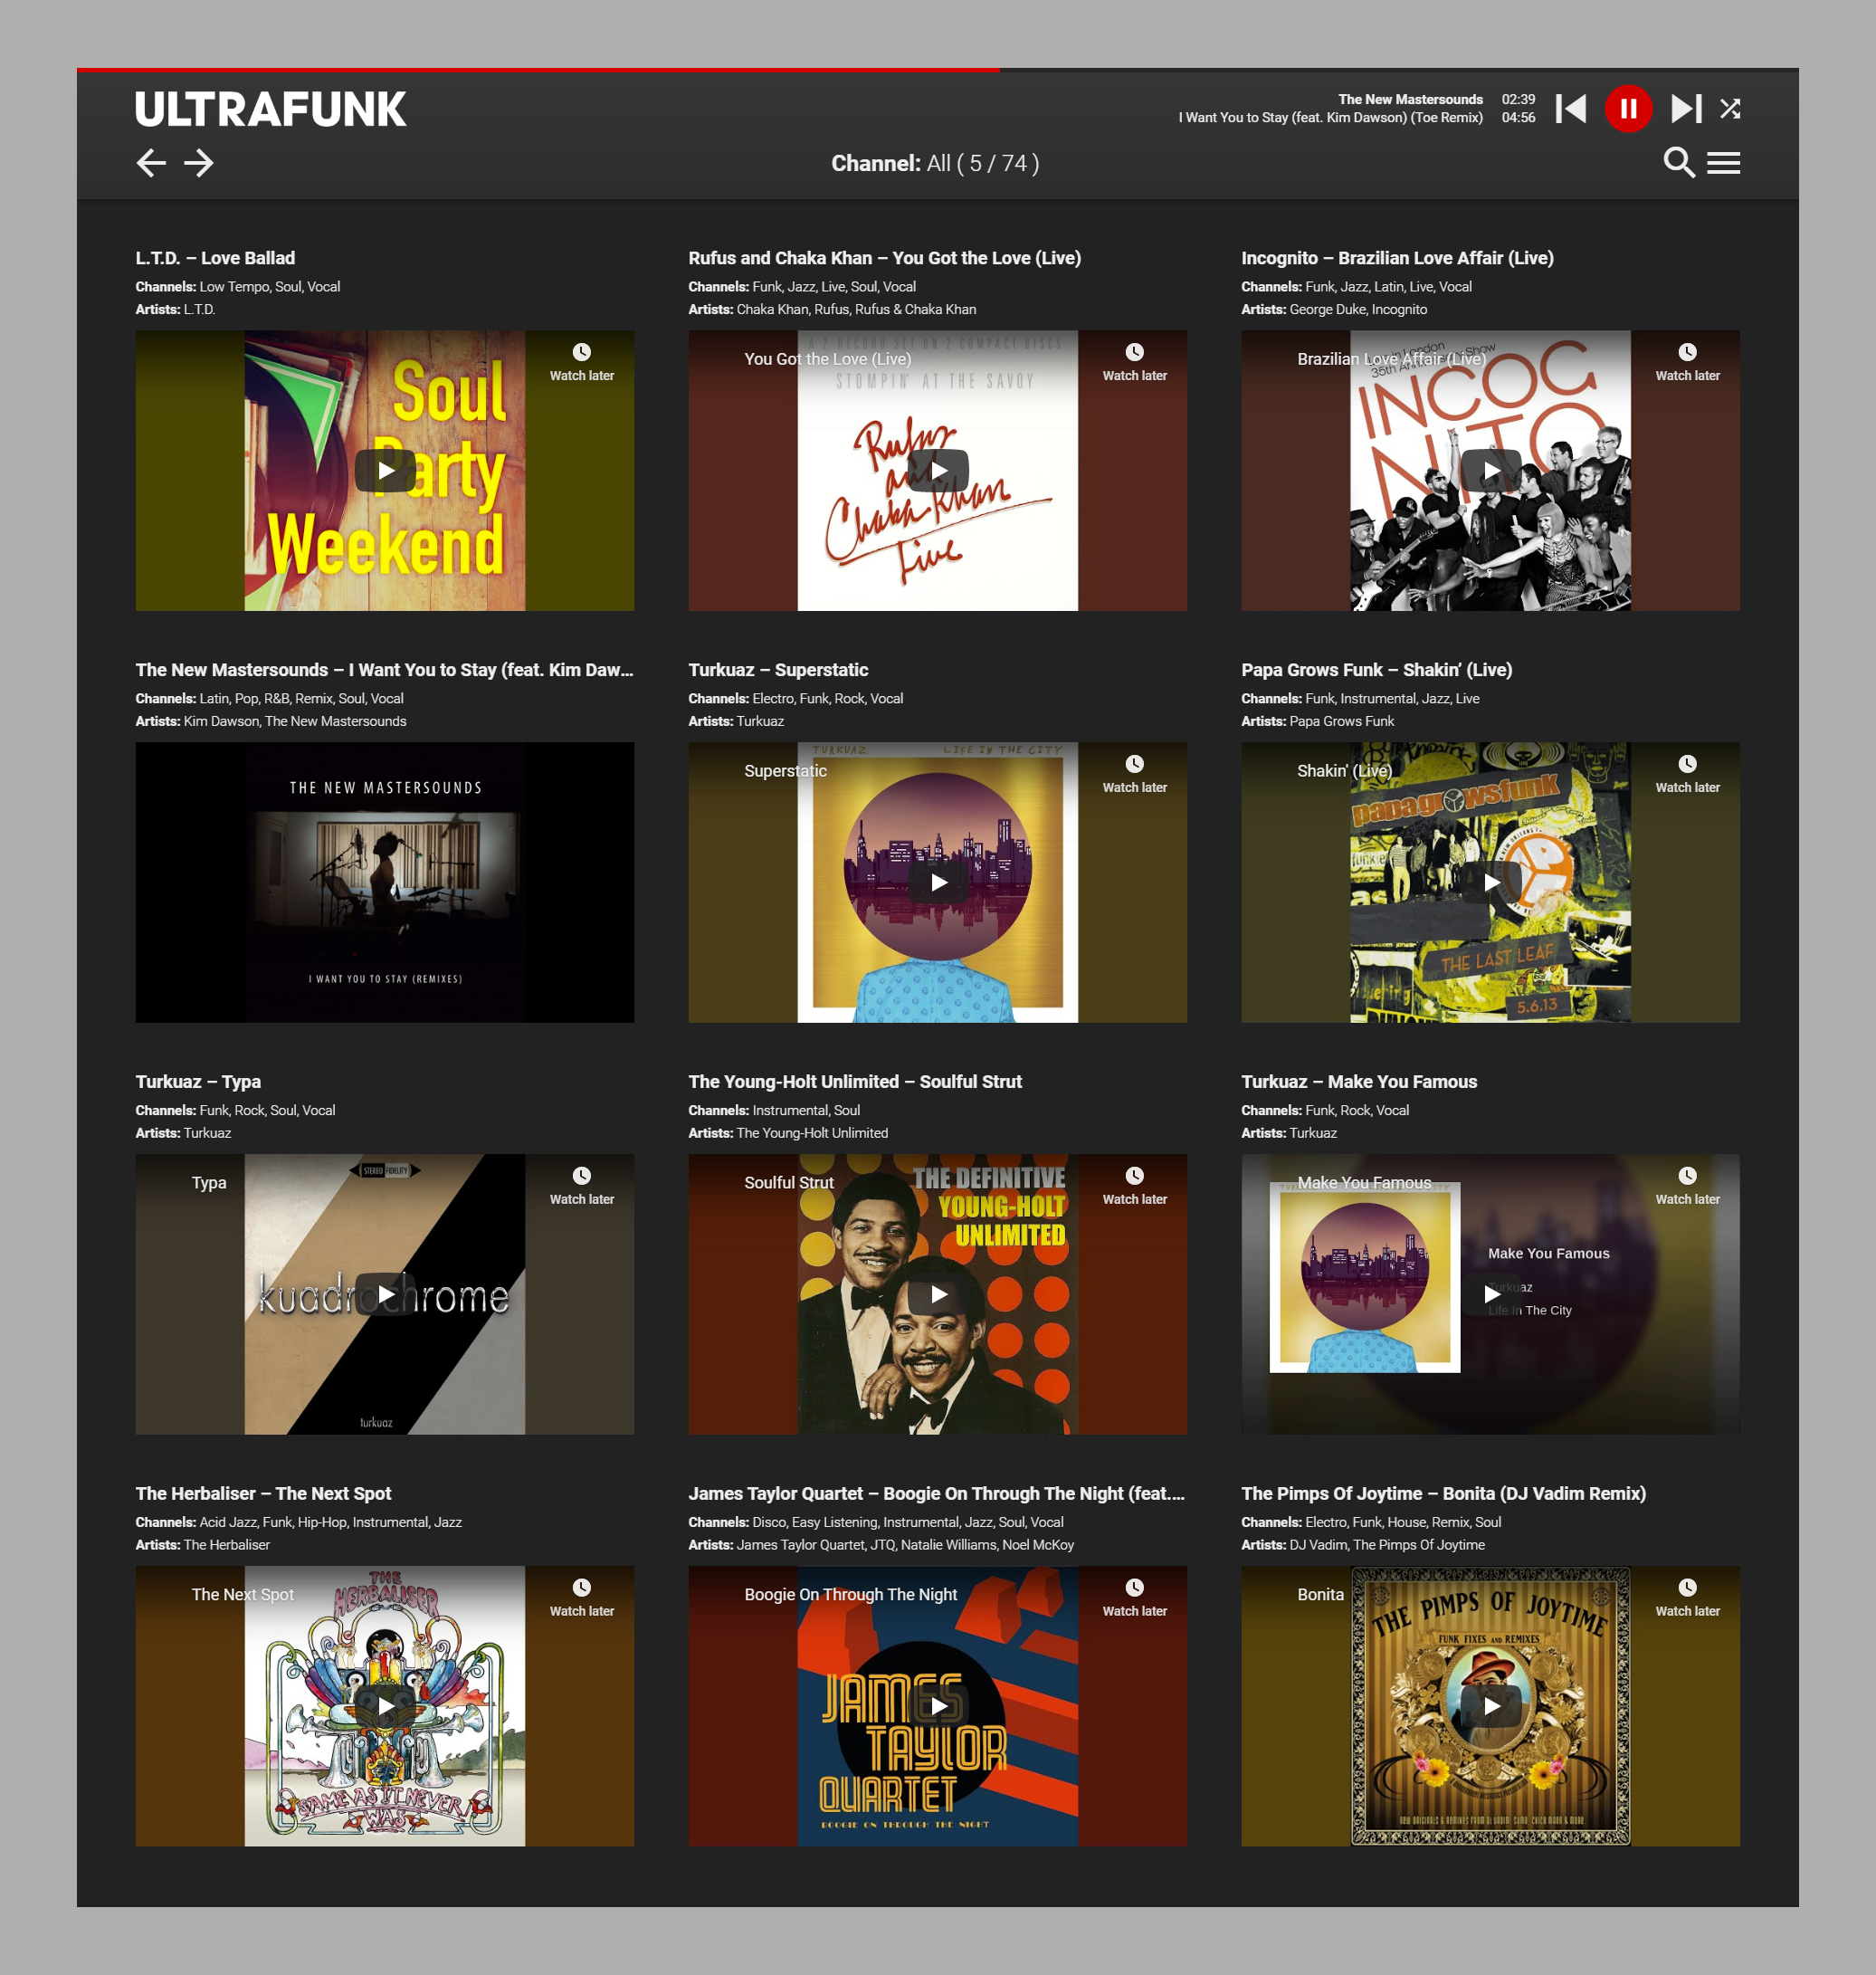 ULTRAFUNK
The New Mastersounds 02:39
I Want You to Stay (feat. Kim Dawson) (Toe Remix) 04:56
Channel: All ( 5 / 74 )
L.T.D. – Love Ballad
Channels: Low Tempo, Soul, Vocal
Artists: L.T.D.
Soul
Party
Weekend
Watch later
Rufus and Chaka Khan – You Got the Love (Live)
Channels: Funk, Jazz, Live, Soul, Vocal
Artists: Chaka Khan, Rufus, Rufus & Chaka Khan
A 2-RECORD SET ON 2 COMPACT DISCS
You Got the Love (Live)
Watch later
STOMPIN' AT THE SAVOY
Rufus
and
Chaka Khan
Live
Incognito – Brazilian Love Affair (Live)
Channels: Funk, Jazz, Latin, Live, Vocal
Artists: George Duke, Incognito
Brazilian Love Affair (Live)
Watch later
INCOG
NITO
The New Mastersounds – I Want You to Stay (feat. Kim Daw...
Channels: Latin, Pop, R&B, Remix, Soul, Vocal
Artists: Kim Dawson, The New Mastersounds
THE NEW MASTERSOUNDS
I WANT YOU TO STAY (REMIXES)
Turkuaz – Superstatic
Channels: Electro, Funk, Rock, Vocal
Artists: Turkuaz
TURKUAZ LIFE IN THE CITY
Superstatic
Watch later
Papa Grows Funk – Shakin’ (Live)
Channels: Funk, Instrumental, Jazz, Live
Artists: Papa Grows Funk
Shakin' (Live)
Watch later
papagrowsfunk
funkie
THE LAST LEAF
5.6.13
Turkuaz – Typa
Channels: Funk, Rock, Soul, Vocal
Artists: Turkuaz
STEREO FIDELITY
Typa
Watch later
kuadrochrome
turkuaz
The Young-Holt Unlimited – Soulful Strut
Channels: Instrumental, Soul
Artists: The Young-Holt Unlimited
Soulful Strut
Watch later
THE DEFINITIVE
YOUNG-HOLT
UNLIMITED
Turkuaz – Make You Famous
Channels: Funk, Rock, Vocal
Artists: Turkuaz
Make You Famous
Watch later
Make You Famous
Turkuaz
Life In The City
The Herbaliser – The Next Spot
Channels: Acid Jazz, Funk, Hip-Hop, Instrumental, Jazz
Artists: The Herbaliser
The Next Spot
Watch later
THE
HERBALISER
SAME AS IT NEVER
WAS
James Taylor Quartet – Boogie On Through The Night (feat....
Channels: Disco, Easy Listening, Instrumental, Jazz, Soul, Vocal
Artists: James Taylor Quartet, JTQ, Natalie Williams, Noel McKoy
Boogie On Through The Night
Watch later
JAMES
TAYLOR
QUARTET
BOOGIE ON THROUGH THE NIGHT
The Pimps Of Joytime – Bonita (DJ Vadim Remix)
Channels: Electro, Funk, House, Remix, Soul
Artists: DJ Vadim, The Pimps Of Joytime
Bonita
Watch later
THE PIMPS OF JOYTIME
FUNK FIXES AND REMIXES